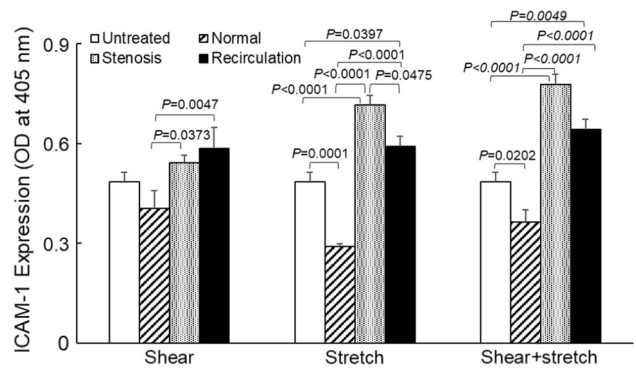 P=0.0397
P=0.0049
0.9
Untreated
Normal
P<0.0001
P<0.0001
Stenosis
Recirculation
P<0.0001
P=0.0475
P<0.0001
P<0.0001
P<0.0001
P=0.0047
0.6
P=0.0373
P=0.0001
P=0.0202
0.3
0
ICAM-1 Expression (OD at 405 nm)
Shear
Stretch
Shear+stretch